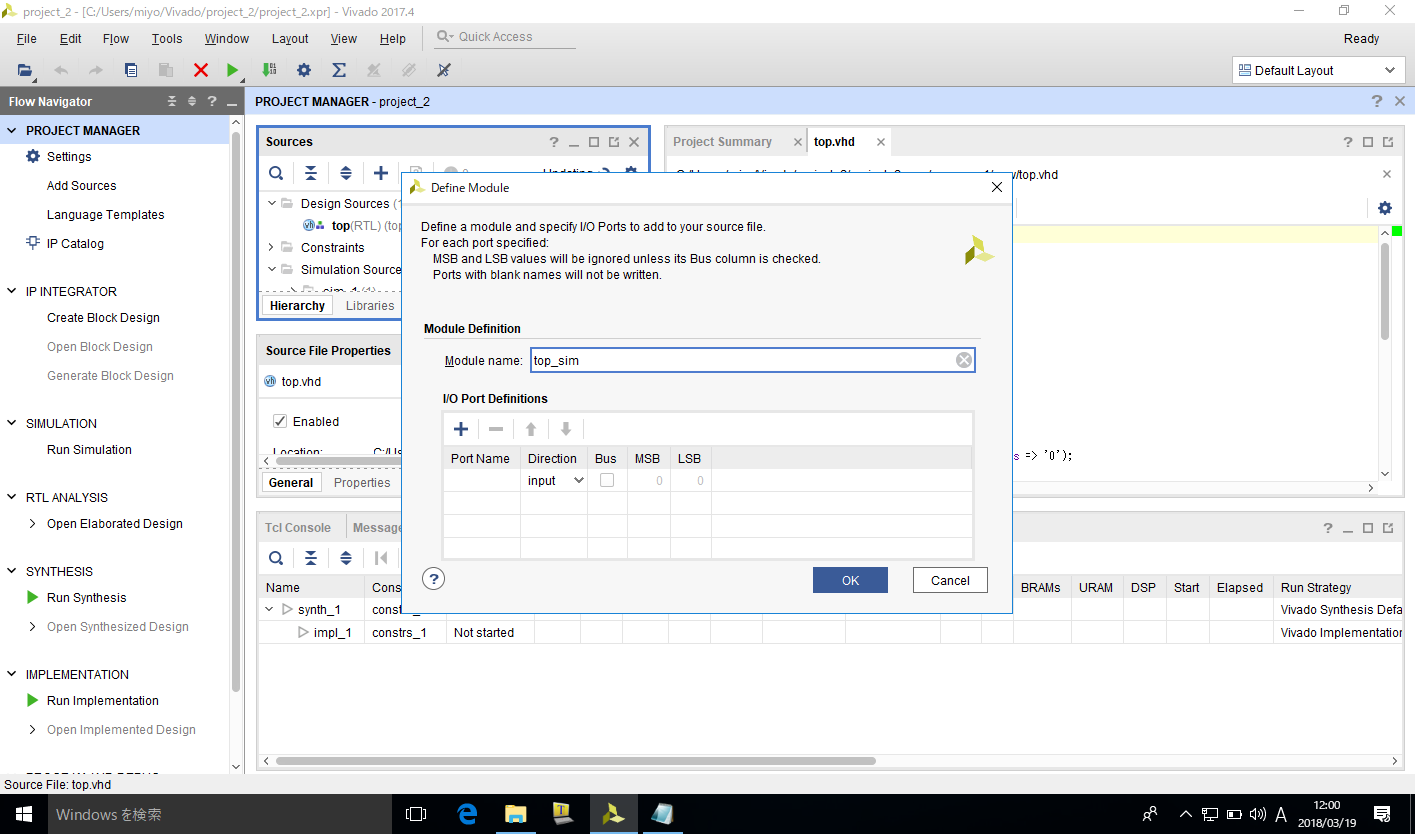 project_2 - [C:/Users/miyo/Vivado/project_2/project_2.xpr] - Vivado 2017.4
File Edit Flow Tools Window Layout View Help Quick Access Ready
Default Layout
Flow Navigator
PROJECT MANAGER - project_2
PROJECT MANAGER
Settings
Add Sources
Language Templates
IP Catalog
IP INTEGRATOR
Create Block Design
Open Block Design
Generate Block Design
SIMULATION
Run Simulation
RTL ANALYSIS
Open Elaborated Design
SYNTHESIS
Run Synthesis
Open Synthesized Design
IMPLEMENTATION
Run Implementation
Open Implemented Design
Sources
Design Sources (1
top(RTL) (top
Constraints
Simulation Source
sim_1 (1)
Hierarchy Libraries
Source File Properties
top.vhd
Enabled
Location: C:/Us
General Properties
Project Summary top.vhd
/top.vhd
s => '0');
Define Module
Define a module and specify I/O Ports to add to your source file.
For each port specified:
MSB and LSB values will be ignored unless its Bus column is checked.
Ports with blank names will not be written.
Module Definition
Module name: top_sim
I/O Port Definitions
Port Name Direction Bus MSB LSB
input 0 0
? OK Cancel
Tcl Console Message
Name Cons BRAMs URAM DSP Start Elapsed Run Strategy
synth_1 constrs_1 Vivado Synthesis Defa
impl_1 constrs_1 Not started Vivado Implementation
Source File: top.vhd
Windows を検索
A
12:00
2018/03/19